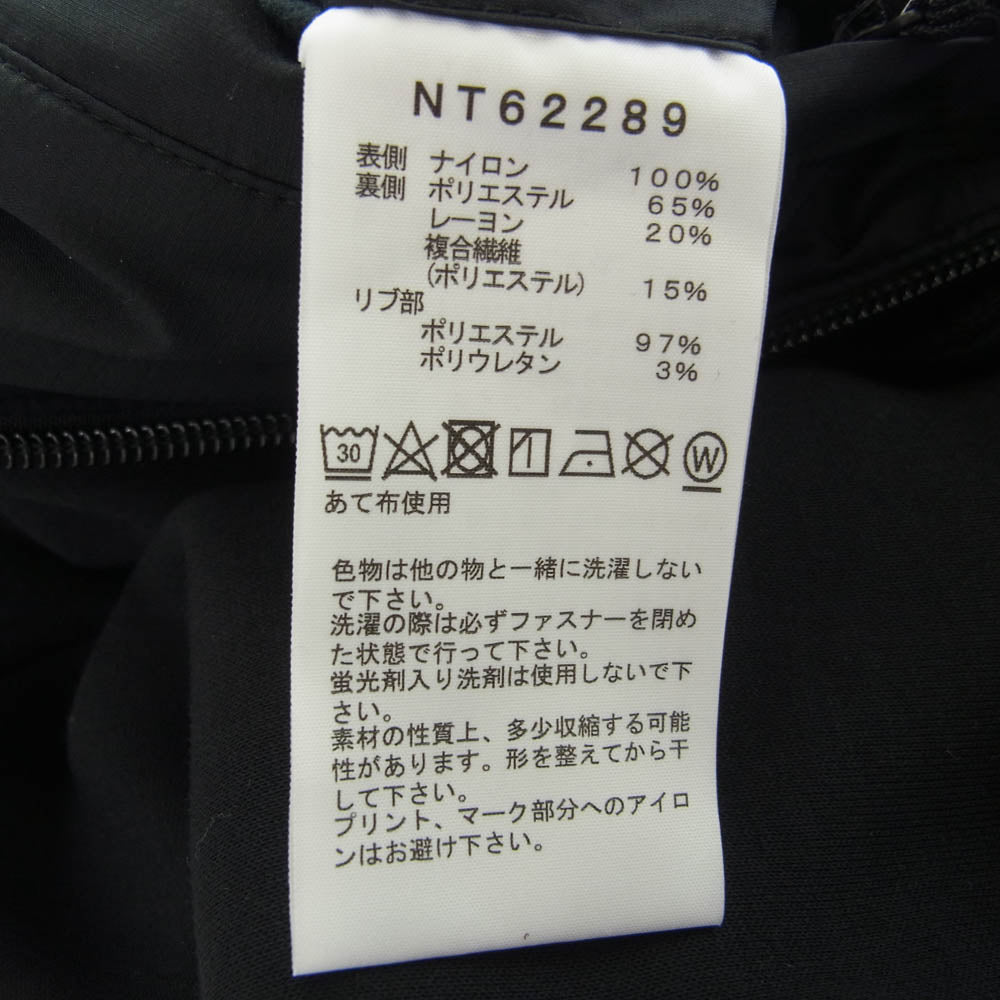 NT62289
表側 ナイロン 100%
裏側 ポリエステル 65%
レーヨン 20%
複合繊維
(ポリエステル) 15%
リブ部
ポリエステル 97%
ポリウレタン 3%
30 W
あて布使用
色物は他の物と一緒に洗濯しない
で下さい。
洗濯の際は必ずファスナーを閉め
た状態で行って下さい。
蛍光剤入り洗剤は使用しないで下
さい。
素材の性質上、多少収縮する可能
性があります。形を整えてから干
して下さい。
プリント、マーク部分へのアイロ
ンはお避け下さい。